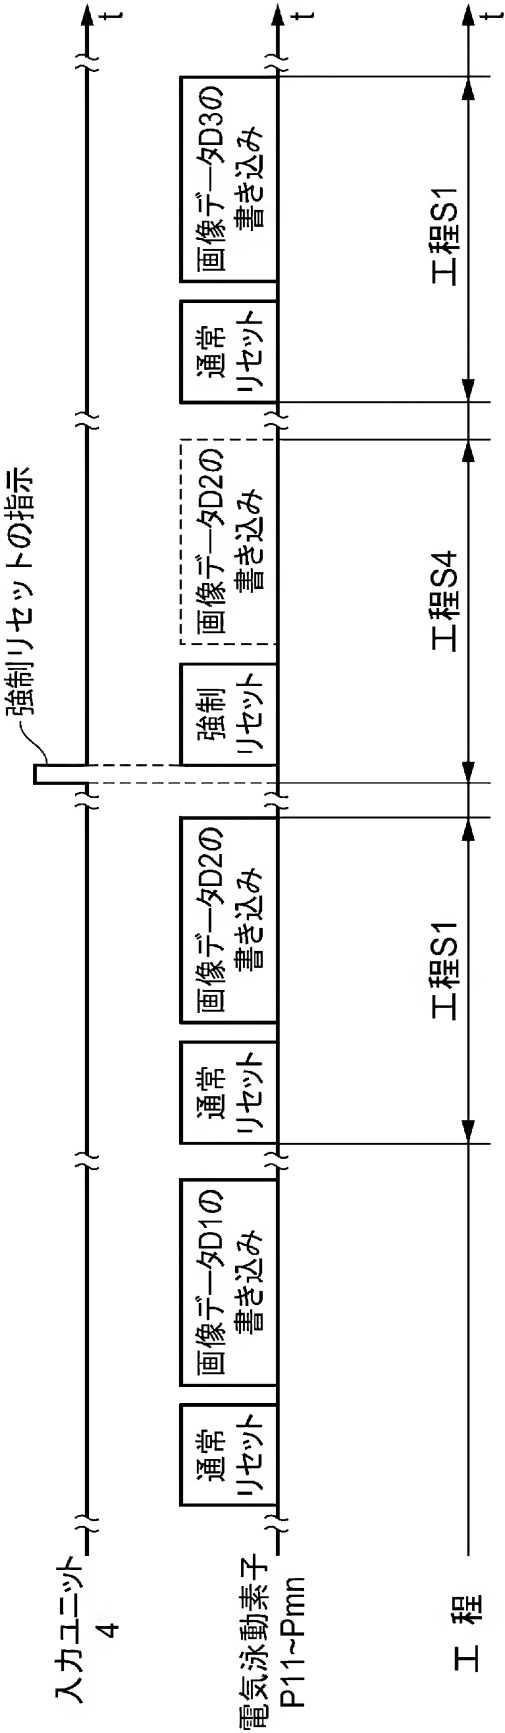 入力ユニット
4
強制リセットの指示
t
電気泳動素子
P11~Pmn
通常
リセット
画像データD1の
書き込み
通常
リセット
画像データD2の
書き込み
強制
リセット
画像データD2の
書き込み
通常
リセット
画像データD3の
書き込み
t
工程
工程S1
工程S4
工程S1
t